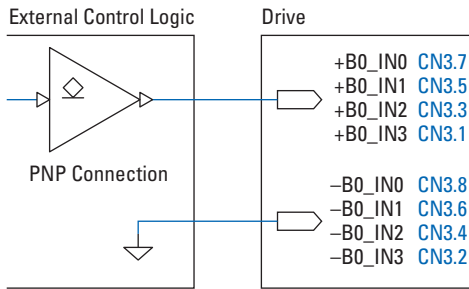 External Control Logic
Drive
+B0_IN0 CN3.7
+B0_IN1 CN3.5
+B0_IN2 CN3.3
+B0_IN3 CN3.1
PNP Connection
−B0_IN0 CN3.8
−B0_IN1 CN3.6
−B0_IN2 CN3.4
−B0_IN3 CN3.2